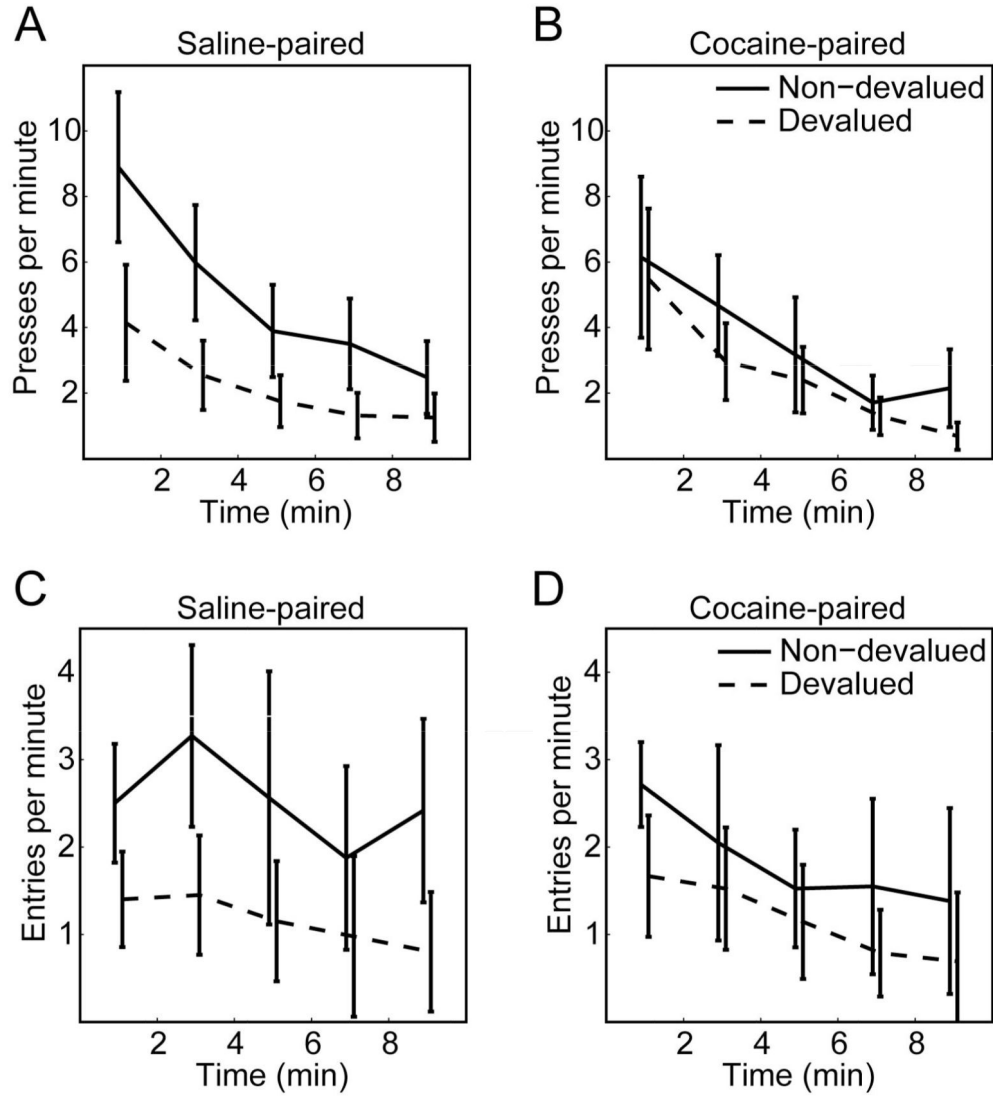 A
Saline-paired
Presses per minute
10
8
6
4
2
2 4 6 8
Time (min)
B
Cocaine-paired
Non-devalued
Devalued
Presses per minute
10
8
6
4
2
2 4 6 8
Time (min)
C
Saline-paired
Entries per minute
4
3
2
1
2 4 6 8
Time (min)
D
Cocaine-paired
Non-devalued
Devalued
Entries per minute
4
3
2
1
2 4 6 8
Time (min)